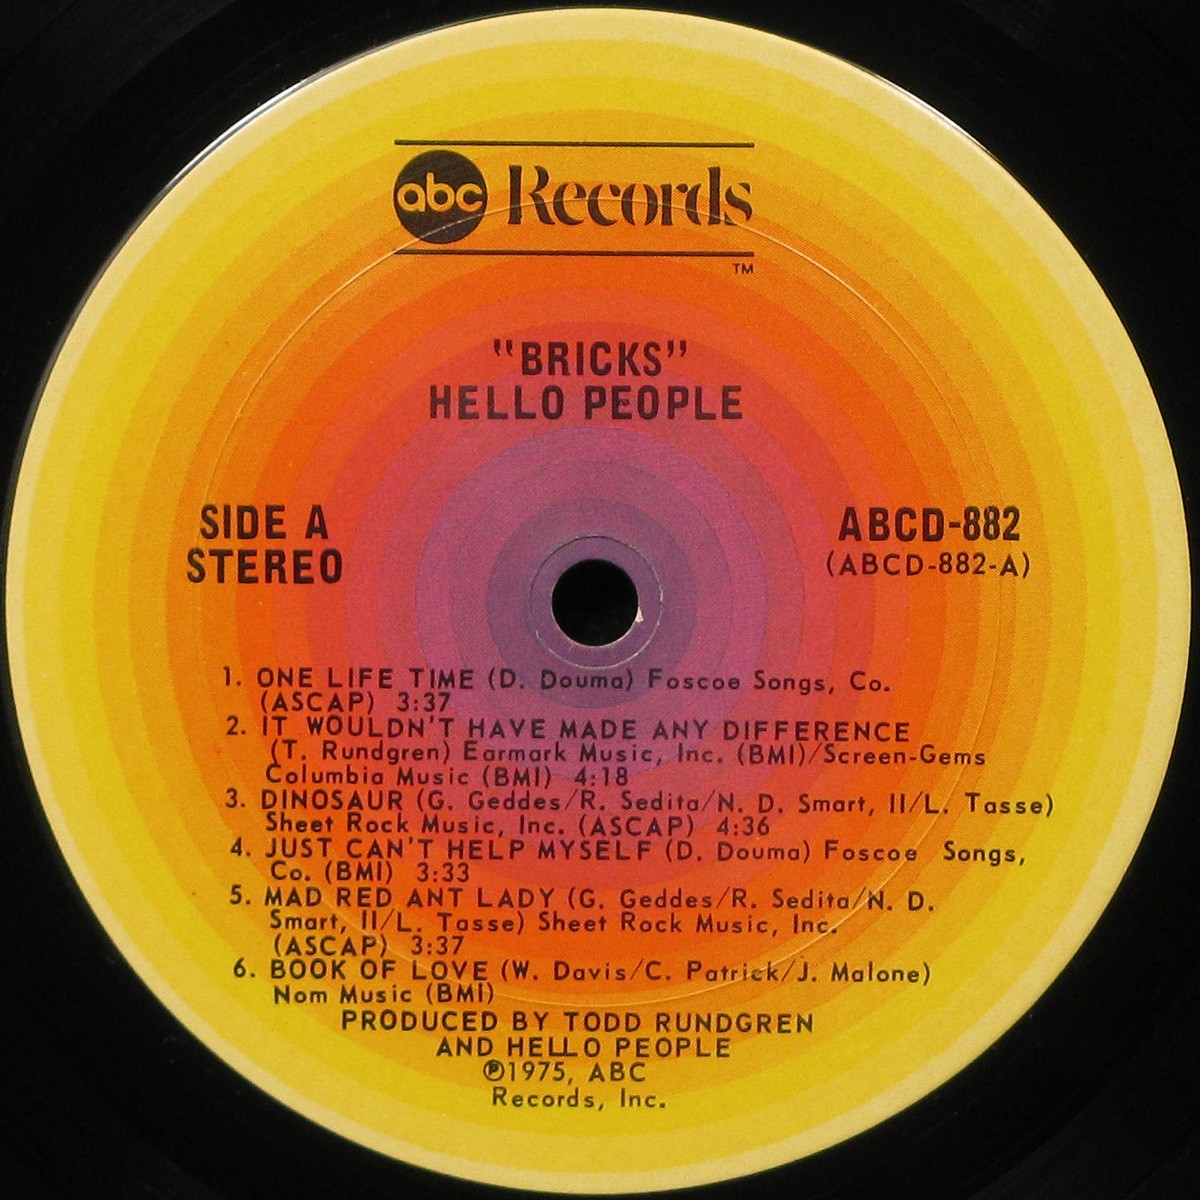 abc Records
TM
"BRICKS"
HELLO PEOPLE
SIDE A
STEREO
ABCD-882
(ABCD-882-A)
1. ONE LIFE TIME (D. Douma) Foscoe Songs, Co.
(ASCAP) 3:37
2. IT WOULDN'T HAVE MADE ANY DIFFERENCE
(T. Rundgren) Earmark Music, Inc. (BMI)/Screen-Gems
Columbia Music (BMI) 4:18
3. DINOSAUR (G. Geddes/R. Sedita/N. D. Smart, II/L. Tasse)
Sheet Rock Music, Inc. (ASCAP) 4:36
4. JUST CAN'T HELP MYSELF (D. Douma) Foscoe Songs,
Co. (BMI) 3:33
5. MAD RED ANT LADY (G. Geddes/R. Sedita/N. D.
Smart, II/L. Tasse) Sheet Rock Music, Inc.
(ASCAP) 3:37
6. BOOK OF LOVE (W. Davis/C. Patrick/J. Malone)
Nom Music (BMI)
PRODUCED BY TODD RUNDGREN
AND HELLO PEOPLE
℗1975, ABC
Records, Inc.